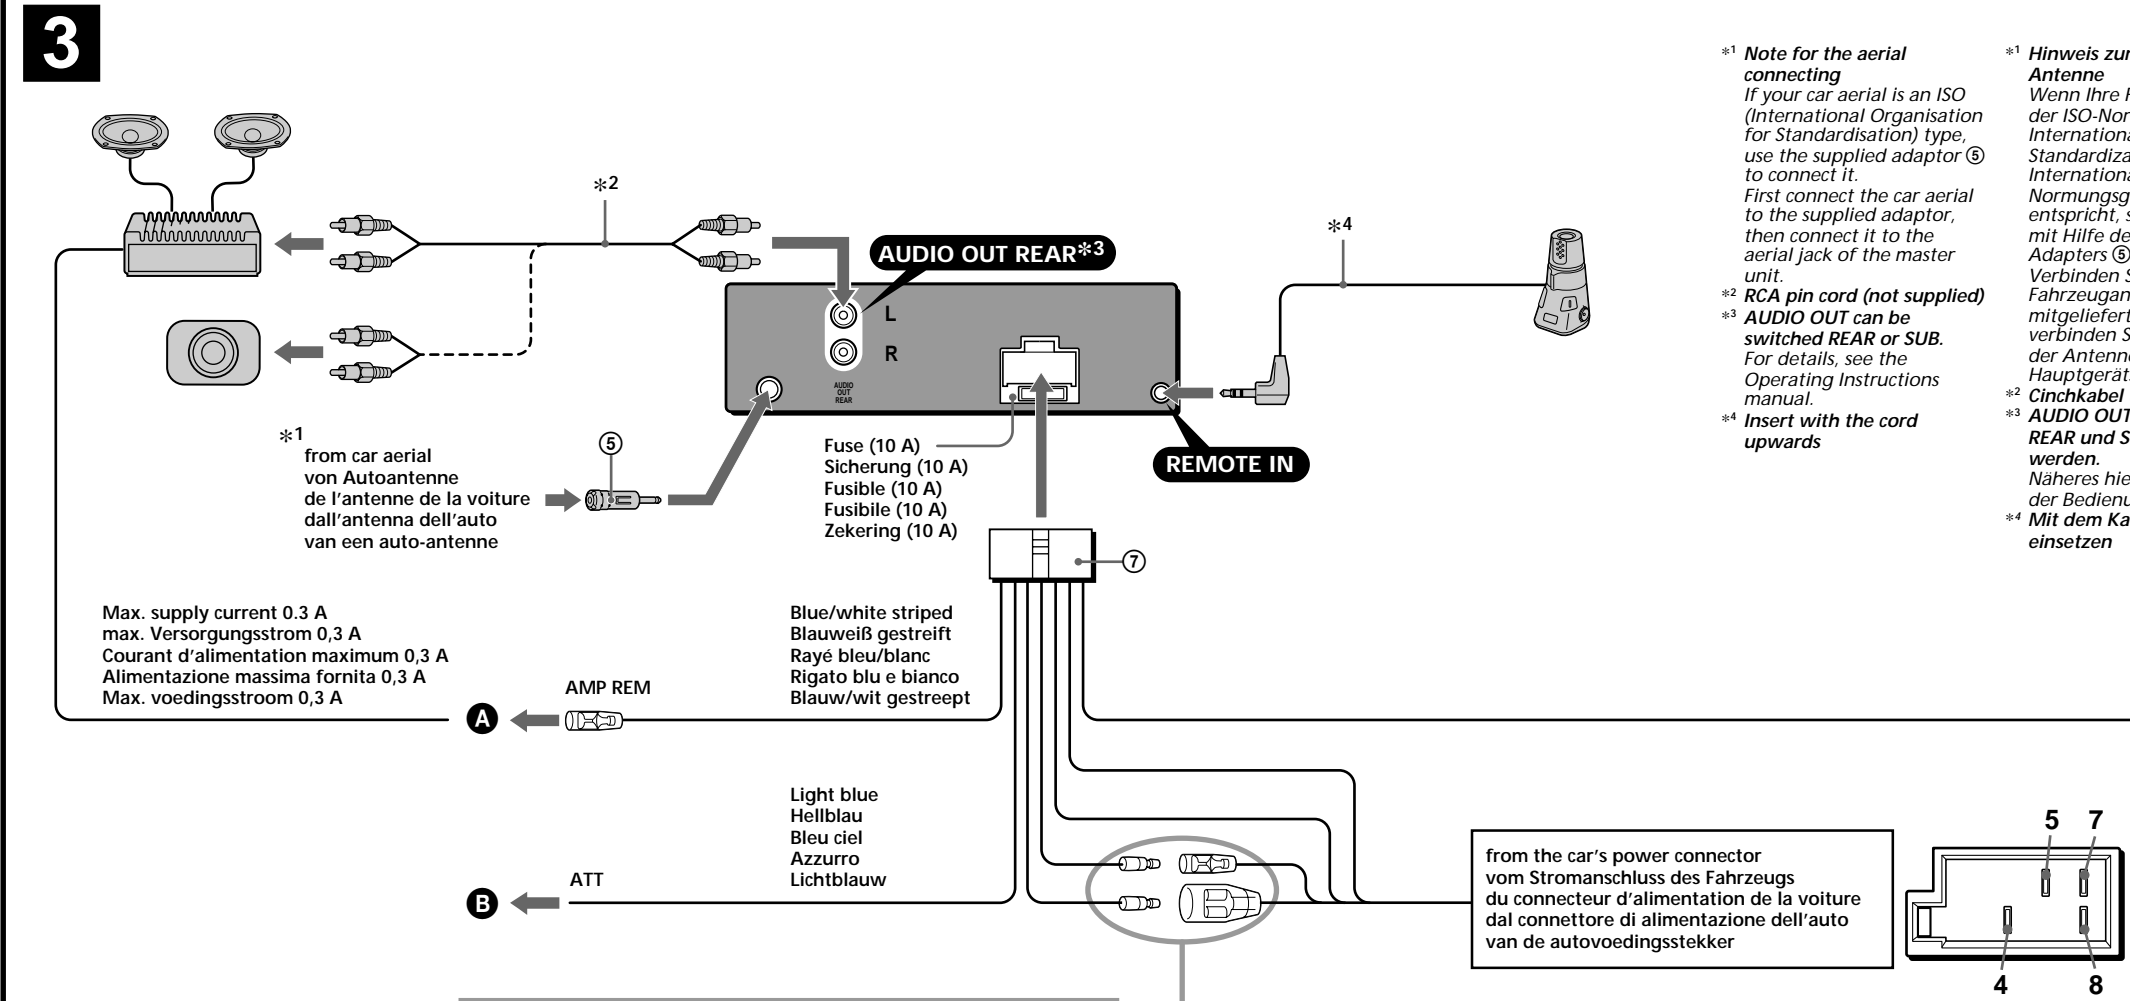 3
*2
AUDIO OUT REAR*3
L
R
AUDIO
OUT
REAR
*4
REMOTE IN
*1
from car aerial
von Autoantenne
de l'antenne de la voiture
dall'antenna dell'auto
van een auto-antenne
⑤
Fuse (10 A)
Sicherung (10 A)
Fusible (10 A)
Fusibile (10 A)
Zekering (10 A)
⑦
Max. supply current 0.3 A
max. Versorgungsstrom 0,3 A
Courant d'alimentation maximum 0,3 A
Alimentazione massima fornita 0,3 A
Max. voedingsstroom 0,3 A
A
AMP REM
Blue/white striped
Blauweiß gestreift
Rayé bleu/blanc
Rigato blu e bianco
Blauw/wit gestreept
B
ATT
Light blue
Hellblau
Bleu ciel
Azzurro
Lichtblauw
from the car's power connector
vom Stromanschluss des Fahrzeugs
du connecteur d'alimentation de la voiture
dal connettore di alimentazione dell'auto
van de autovoedingsstekker
5 7
4 8
*1 Note for the aerial
connecting
If your car aerial is an ISO
(International Organisation
for Standardisation) type,
use the supplied adaptor ⑤
to connect it.
First connect the car aerial
to the supplied adaptor,
then connect it to the
aerial jack of the master
unit.
*2 RCA pin cord (not supplied)
*3 AUDIO OUT can be
switched REAR or SUB.
For details, see the
Operating Instructions
manual.
*4 Insert with the cord
upwards
*1 Hinweis zur
Antenne
Wenn Ihre
der ISO-Nor
Internationa
Standardiza
Internationa
Normungsg
entspricht, s
mit Hilfe de
Adapters ⑤
Verbinden S
Fahrzeugan
mitgeliefert
verbinden S
der Antenne
Hauptgerät
*2 Cinchkabel
*3 AUDIO OUT
REAR und S
werden.
Näheres hie
der Bedienu
*4 Mit dem Ka
einsetzen